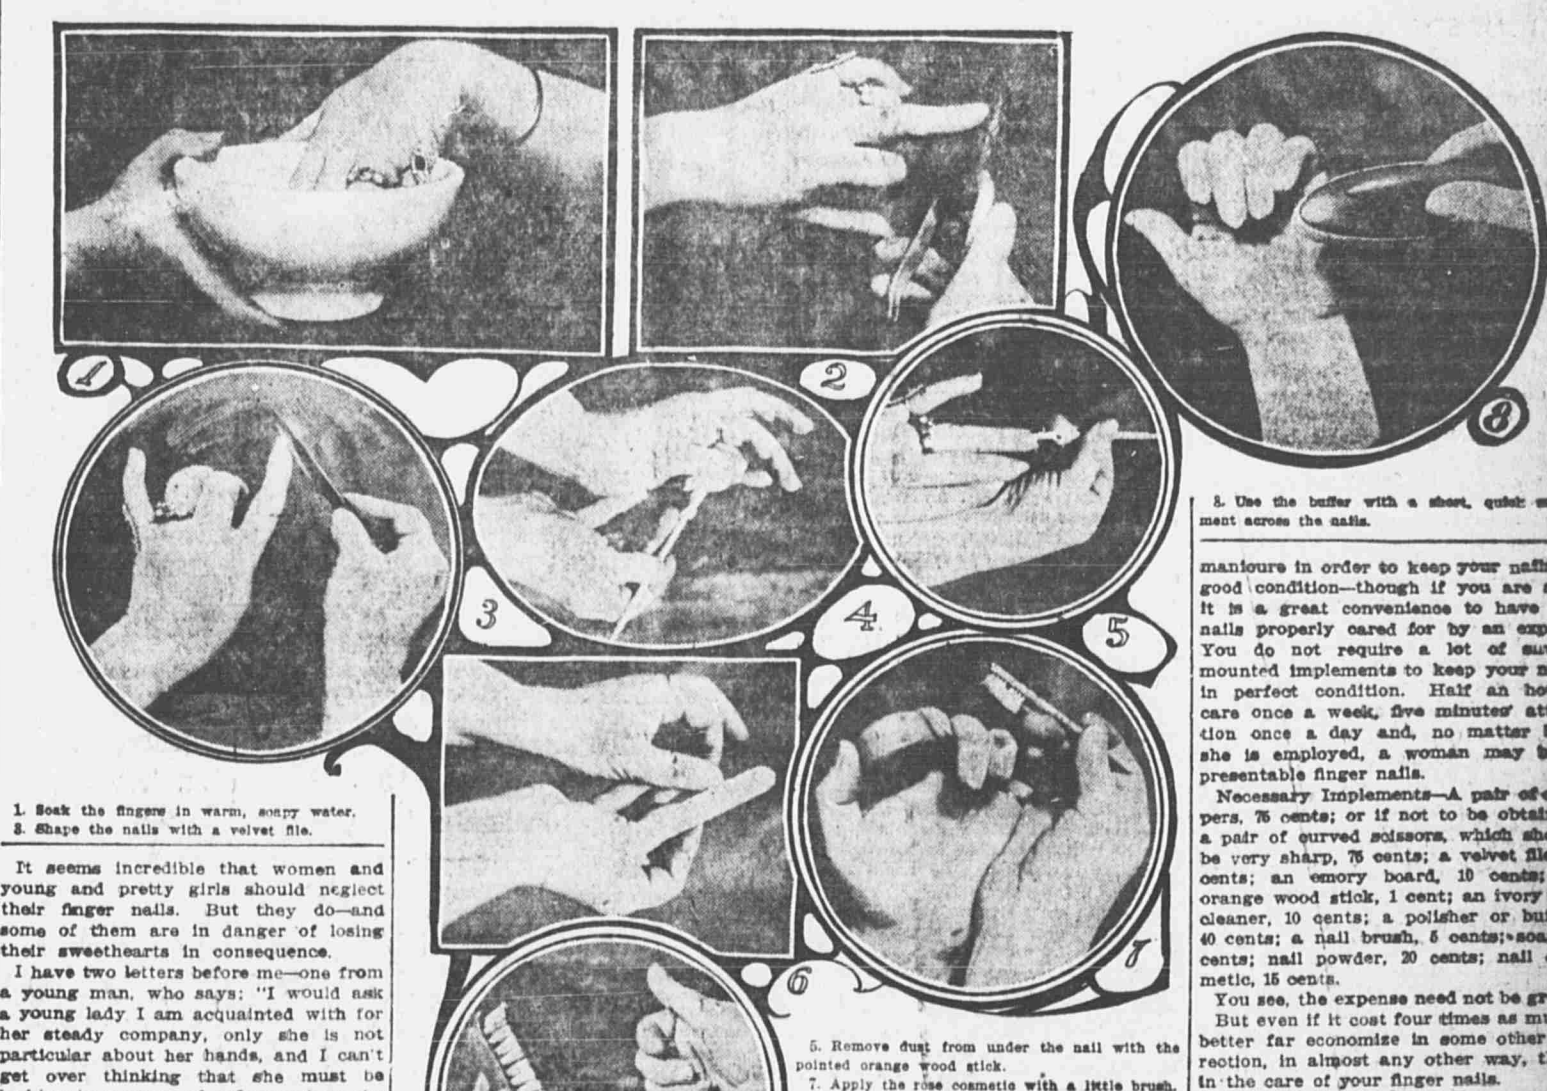 1
2
8
3
4
5
6
7
1. Soak the fingers in warm, soapy water.
3. Shape the nails with a velvet file.
It seems incredible that women and
young and pretty girls should neglect
their finger nails. But they do—and
some of them are in danger of losing
their sweethearts in consequence.
I have two letters before me—one from
a young man, who says: "I would ask
a young lady I am acquainted with for
her steady company, only she is not
particular about her hands, and I can't
get over thinking that she must be
5. Remove dust from under the nail with the
pointed orange wood stick.
7. Apply the rose cosmetic with a little brush.
8. Use the buffer with a short, quick
ment across the nails.
manicure in order to keep your
good condition—though if you are
it is a great convenience to have
nails properly cared for by an
You do not require a lot of
mounted implements to keep your
in perfect condition. Half an
care once a week, five minutes'
tion once a day and, no matter
she is employed, a woman may
presentable finger nails.
Necessary Implements—A pair of
pers, 75 cents; or if not to be
a pair of curved scissors, which
be very sharp, 75 cents; a velvet
cents; an emory board, 10 cents;
orange wood stick, 1 cent; an ivory
cleaner, 10 cents; a polisher or
40 cents; a nail brush, 5 cents;
cents; nail powder, 20 cents; nail
metic, 15 cents.
You see, the expense need not be
But even if it cost four times as
better far economize in some other
rection, in almost any other way,
in the care of your finger nails.